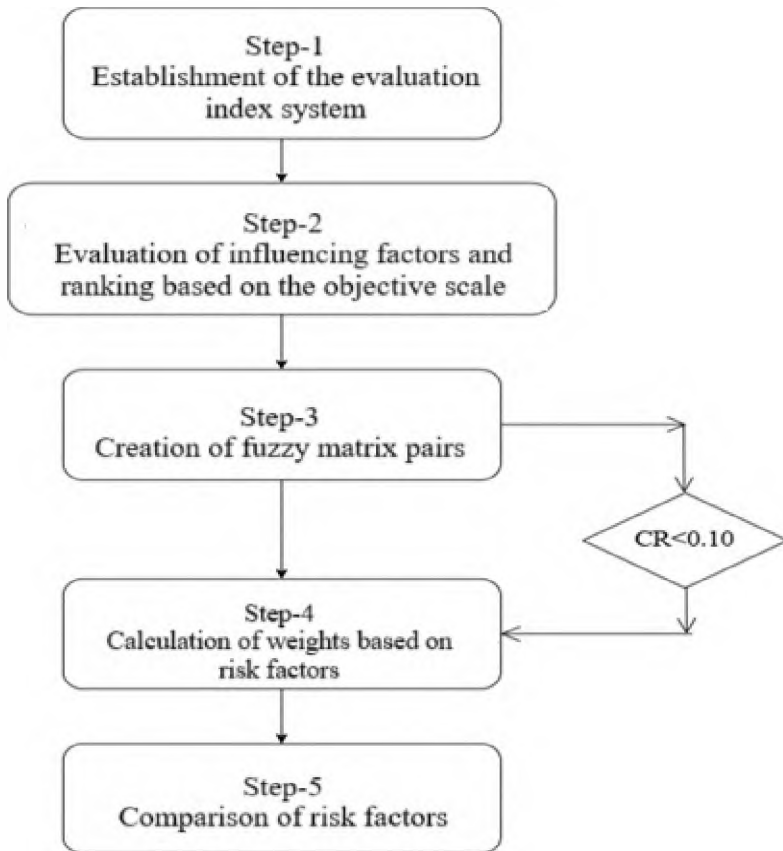 Step-1
Establishment of the evaluation
index system
Step-2
Evaluation of influencing factors and
ranking based on the objective scale
Step-3
Creation of fuzzy matrix pairs
CR<0.10
Step-4
Calculation of weights based on
risk factors
Step-5
Comparison of risk factors